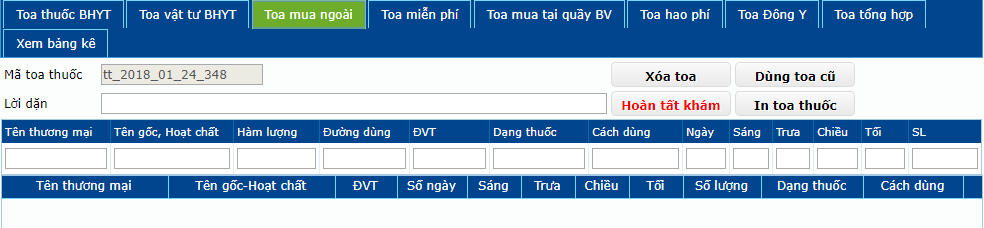 Toa thuốc BHYT Toa vật tư BHYT Toa mua ngoài Toa miễn phí Toa mua tại quầy BV Toa hao phí Toa Đông Y Toa tổng hợp
Xem bảng kê
Mã toa thuốc tt_2018_01_24_348 Xóa toa Dùng toa cũ
Lời dặn Hoàn tất khám In toa thuốc
Tên thương mại Tên gốc, Hoạt chất Hàm lượng Đường dùng ĐVT Dạng thuốc Cách dùng Ngày Sáng Trưa Chiều Tối SL
Tên thương mại Tên gốc-Hoạt chất ĐVT Số ngày Sáng Trưa Chiều Tối Số lượng Dạng thuốc Cách dùng